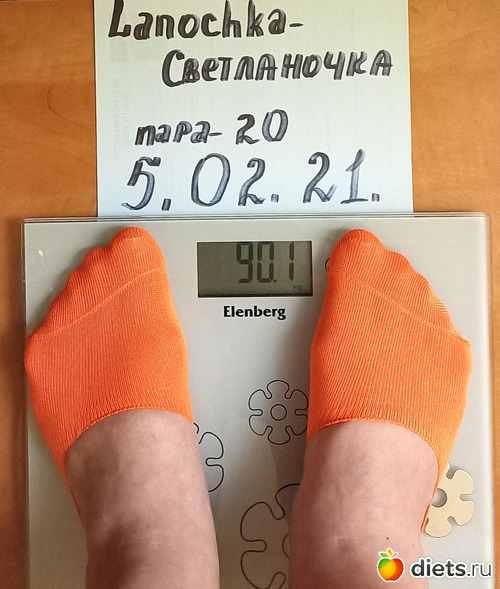 Lanochka-
Светланочка
пара- 20
5.02.21.
90.1
Elenberg
diets.ru